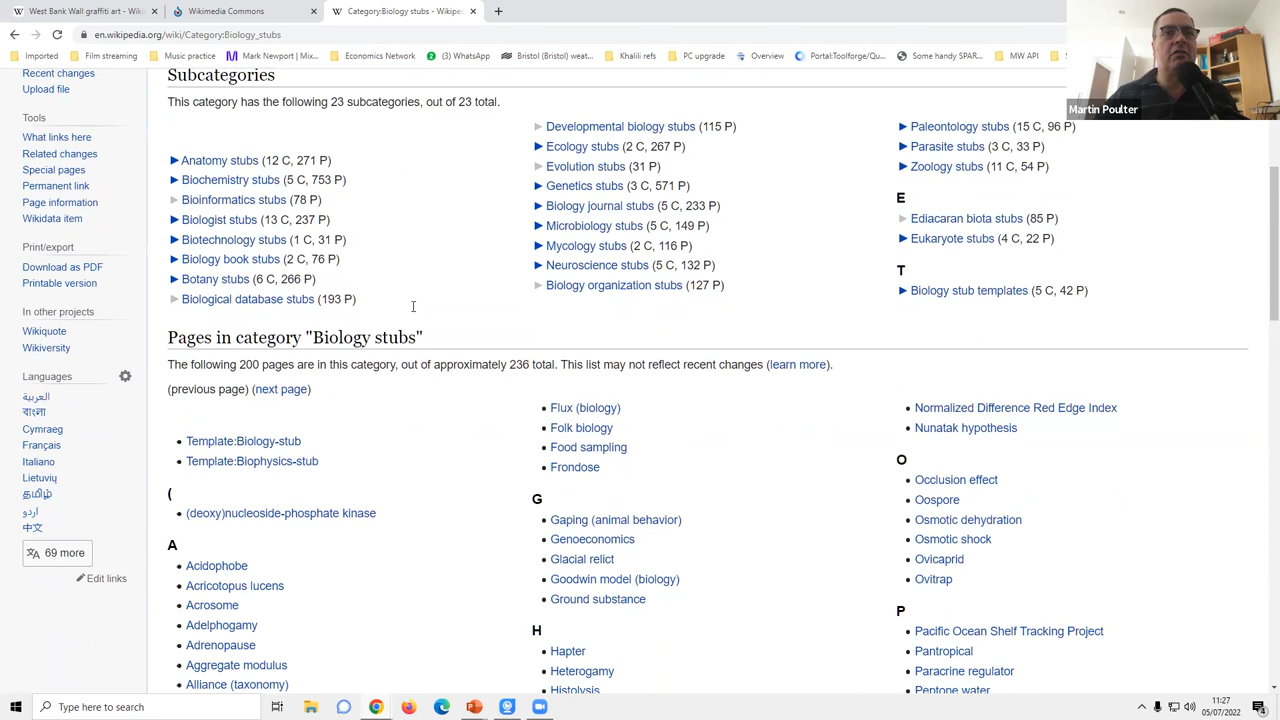 West Bank Wall graffiti art - Wiki
Wikimedia Commons
Category:Biology stubs - Wikipe
en.wikipedia.org/wiki/Category:Biology_stubs
Imported
Film streaming
Music practice
Mark Newport, MIx...
Economics Network
(3) WhatsApp
Bristol (Bristol) weat...
Khalili refs
PC upgrade
Overview
Portal:Toolforge/Qu...
Some handy SPAR...
MW API
Martin Poulter
Recent changes
Upload file
Tools
What links here
Related changes
Special pages
Permanent link
Page information
Wikidata item
Print/export
Download as PDF
Printable version
In other projects
Wikiquote
Wikiversity
Languages
العربية
বাংলা
Cymraeg
Français
Italiano
Lietuvių
தமிழ்
اردو
中文
69 more
Edit links
Subcategories
This category has the following 23 subcategories, out of 23 total.
Anatomy stubs (12 C, 271 P)
Biochemistry stubs (5 C, 753 P)
Bioinformatics stubs (78 P)
Biologist stubs (13 C, 237 P)
Biotechnology stubs (1 C, 31 P)
Biology book stubs (2 C, 76 P)
Botany stubs (6 C, 266 P)
Biological database stubs (193 P)
Developmental biology stubs (115 P)
Ecology stubs (2 C, 267 P)
Evolution stubs (31 P)
Genetics stubs (3 C, 571 P)
Biology journal stubs (5 C, 233 P)
Microbiology stubs (5 C, 149 P)
Mycology stubs (2 C, 116 P)
Neuroscience stubs (5 C, 132 P)
Biology organization stubs (127 P)
Paleontology stubs (15 C, 96 P)
Parasite stubs (3 C, 33 P)
Zoology stubs (11 C, 54 P)
E
Ediacaran biota stubs (85 P)
Eukaryote stubs (4 C, 22 P)
T
Biology stub templates (5 C, 42 P)
Pages in category "Biology stubs"
The following 200 pages are in this category, out of approximately 236 total. This list may not reflect recent changes (learn more).
(previous page) (next page)
Template:Biology-stub
Template:Biophysics-stub
(
(deoxy)nucleoside-phosphate kinase
A
Acidophobe
Acricotopus lucens
Acrosome
Adelphogamy
Adrenopause
Aggregate modulus
Alliance (taxonomy)
Flux (biology)
Folk biology
Food sampling
Frondose
G
Gaping (animal behavior)
Genoeconomics
Glacial relict
Goodwin model (biology)
Ground substance
H
Hapter
Heterogamy
Histolysis
Normalized Difference Red Edge Index
Nunatak hypothesis
O
Occlusion effect
Oospore
Osmotic dehydration
Osmotic shock
Ovicaprid
Ovitrap
P
Pacific Ocean Shelf Tracking Project
Pantropical
Paracrine regulator
Peptone water
Type here to search
11:27
05/07/2022
4